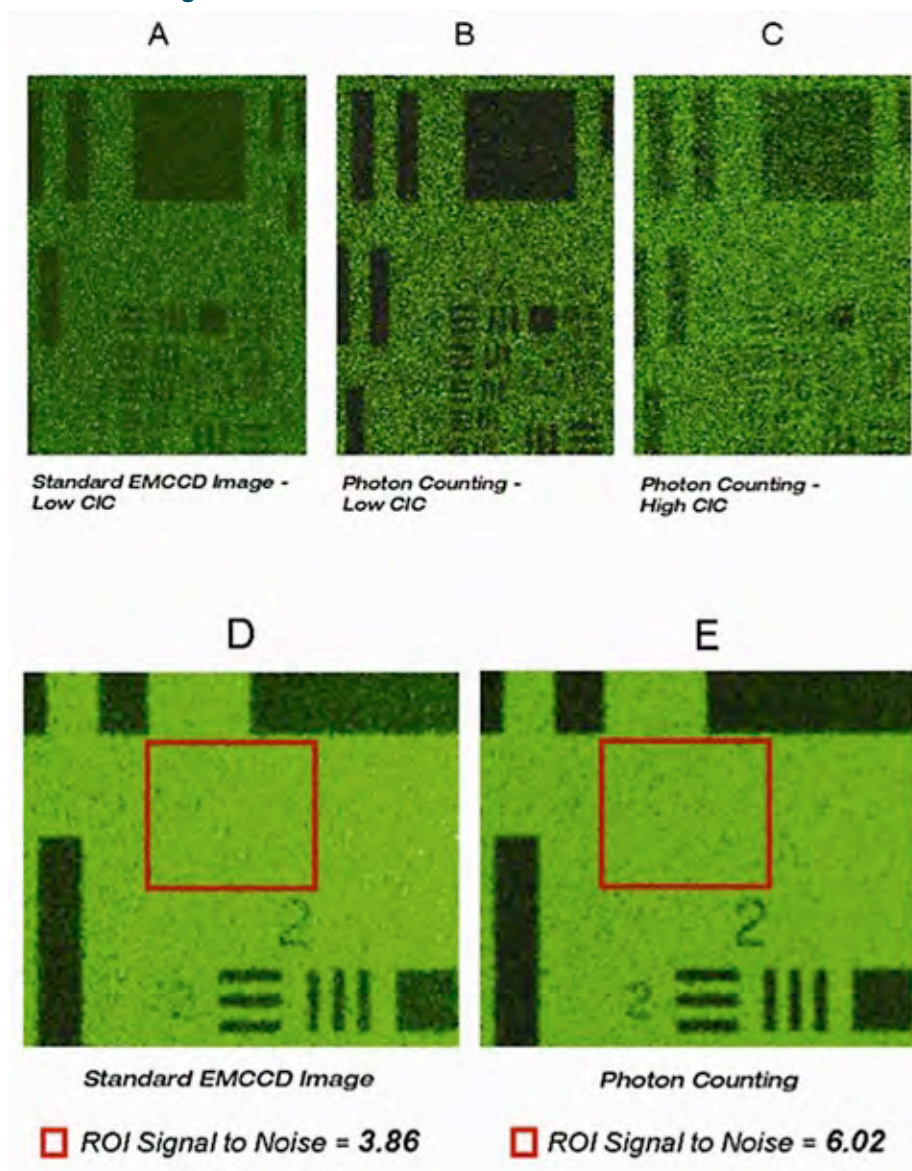 A B C
Standard EMCCD Image -
Low CIC
Photon Counting -
Low CIC
Photon Counting -
High CIC
D E
2
2
2
Standard EMCCD Image
Photon Counting
ROI Signal to Noise = 3.86
ROI Signal to Noise = 6.02